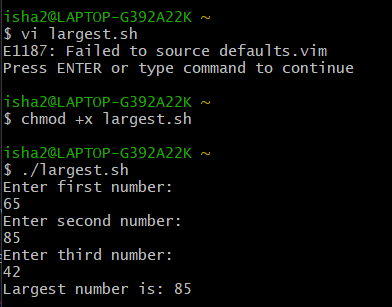 isha2@LAPTOP-G392A22K ~
$ vi largest.sh
E1187: Failed to source defaults.vim
Press ENTER or type command to continue
isha2@LAPTOP-G392A22K ~
$ chmod +x largest.sh
isha2@LAPTOP-G392A22K ~
$ ./largest.sh
Enter first number:
65
Enter second number:
85
Enter third number:
42
Largest number is: 85